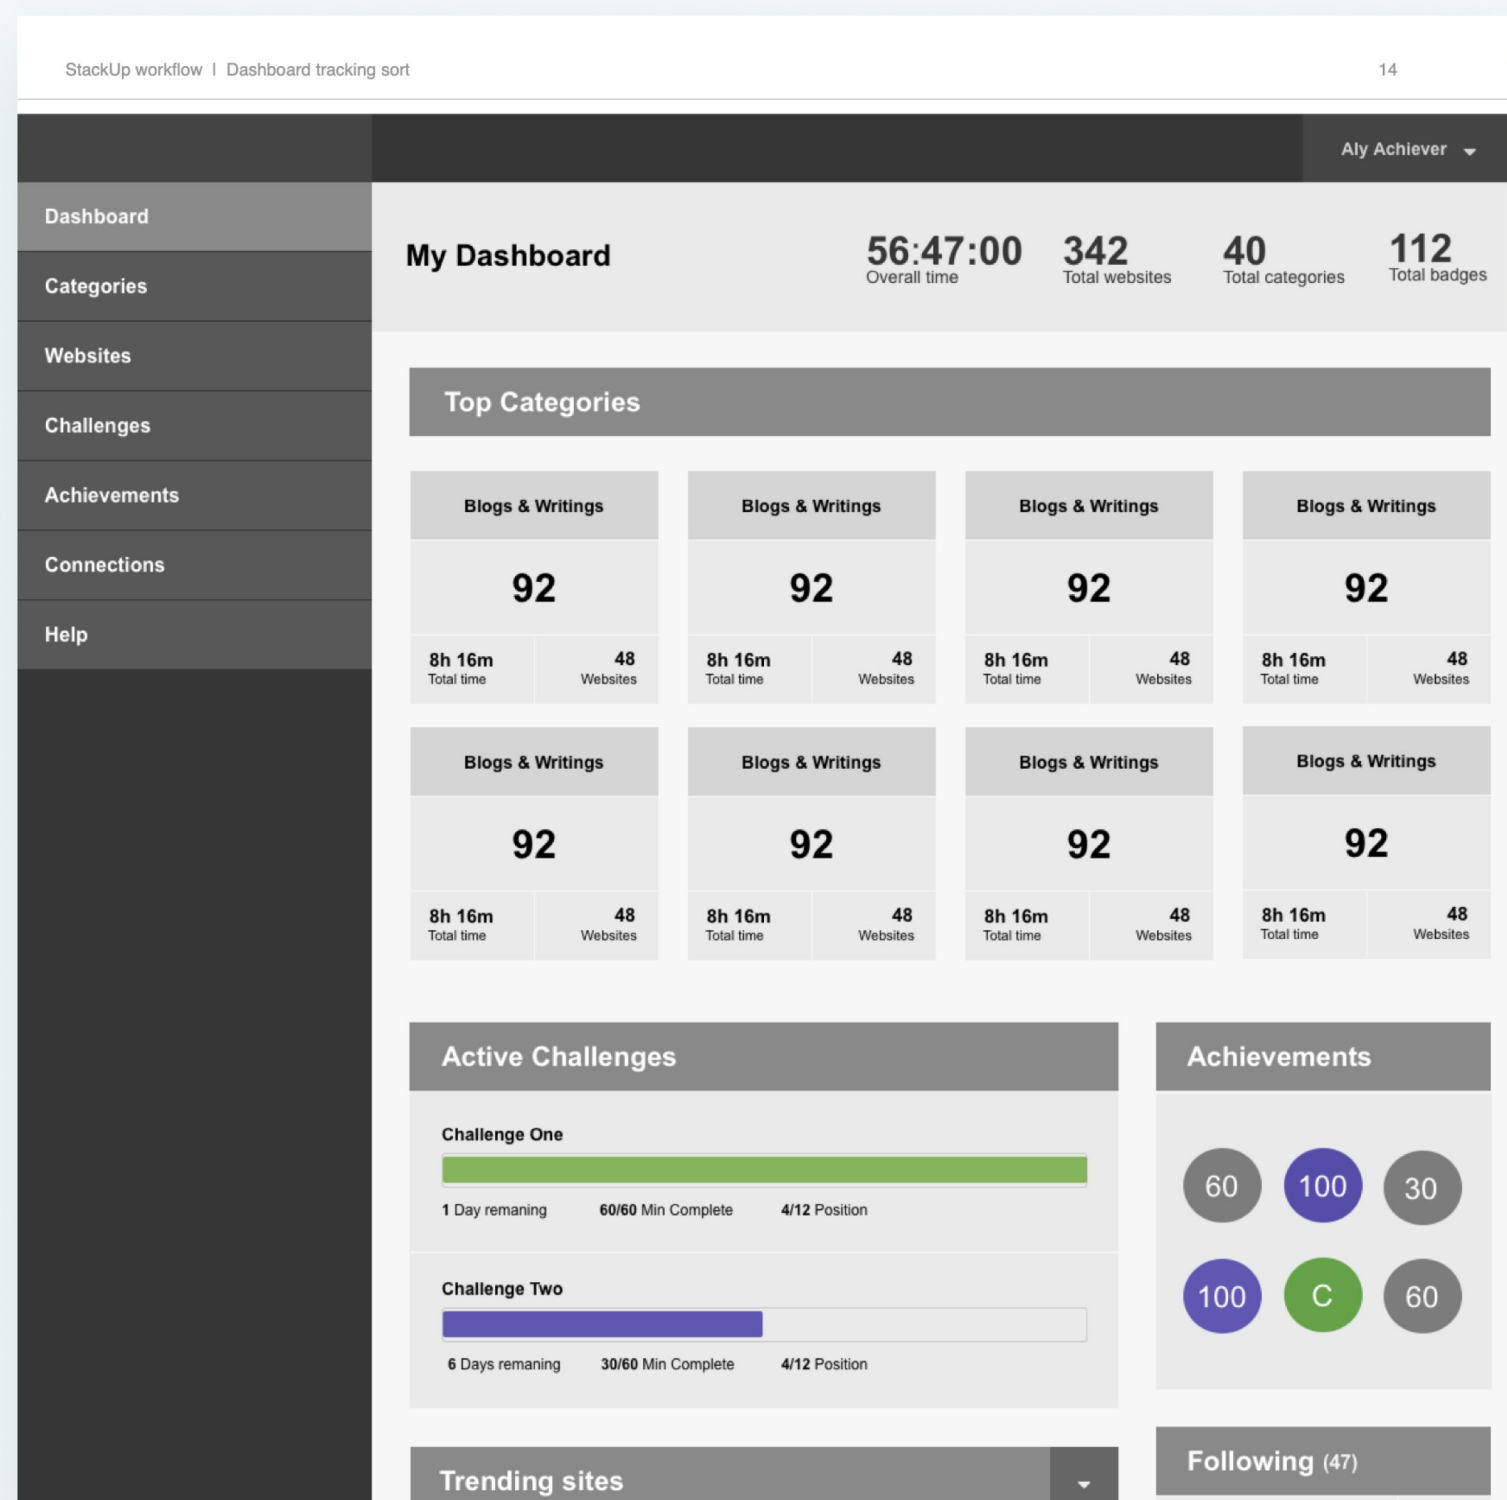 StackUp workflow | Dashboard tracking sort
14
Aly Achiever
Dashboard
Categories
Websites
Challenges
Achievements
Connections
Help
My Dashboard
56:47:00
Overall time
342
Total websites
40
Total categories
112
Total badges
Top Categories
Blogs & Writings
92
8h 16m
Total time
48
Websites
Blogs & Writings
92
8h 16m
Total time
48
Websites
Blogs & Writings
92
8h 16m
Total time
48
Websites
Blogs & Writings
92
8h 16m
Total time
48
Websites
Blogs & Writings
92
8h 16m
Total time
48
Websites
Blogs & Writings
92
8h 16m
Total time
48
Websites
Blogs & Writings
92
8h 16m
Total time
48
Websites
Blogs & Writings
92
8h 16m
Total time
48
Websites
Active Challenges
Challenge One
1 Day remaning 60/60 Min Complete 4/12 Position
Challenge Two
6 Days remaning 30/60 Min Complete 4/12 Position
Achievements
60 100 30
100 C 60
Trending sites
Following (47)